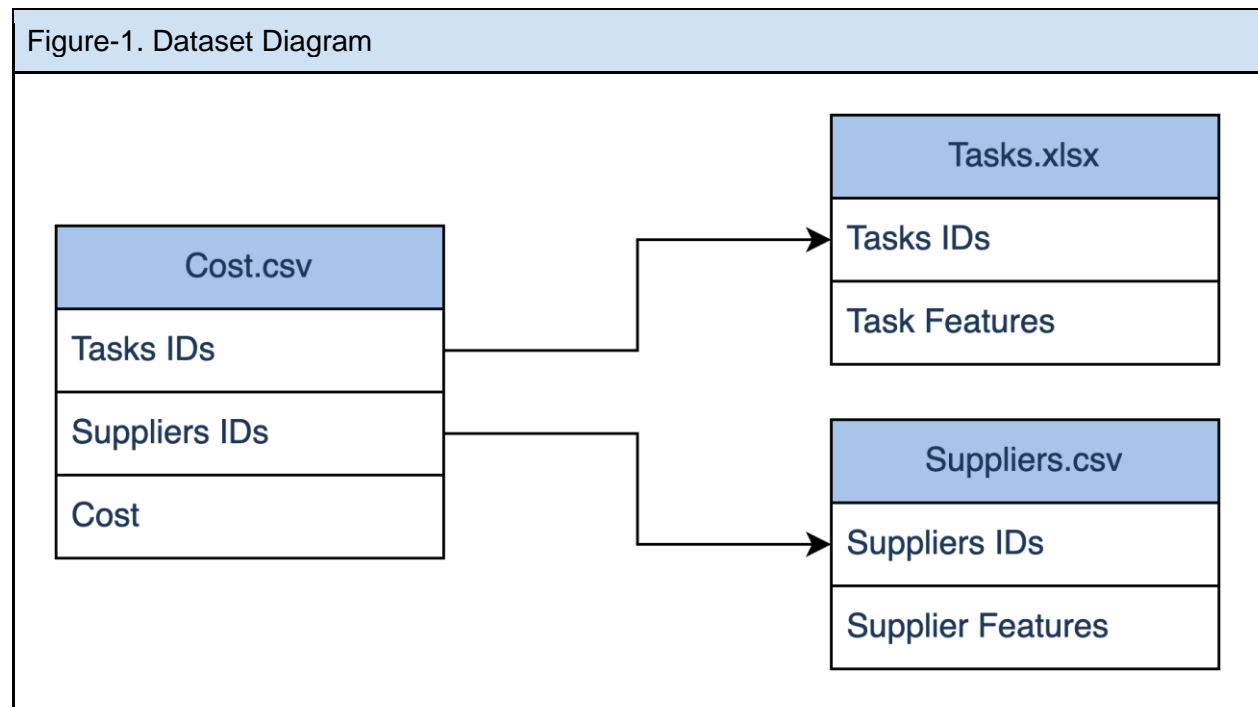 Figure-1. Dataset Diagram
Cost.csv
Tasks IDs
Suppliers IDs
Cost
Tasks.xlsx
Tasks IDs
Task Features
Suppliers.csv
Suppliers IDs
Supplier Features